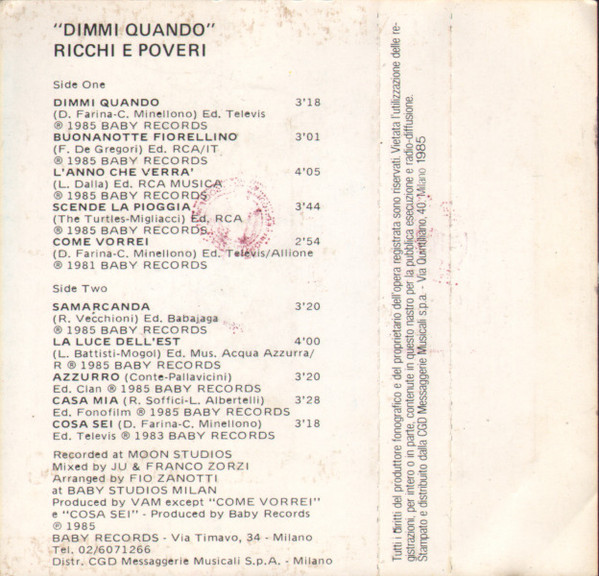 "DIMMI QUANDO"
RICCHI E POVERI
Side One
DIMMI QUANDO 3'18
(D. Farina-C. Minellono) Ed. Televis
℗ 1985 BABY RECORDS
BUONANOTTE FIORELLINO 3'01
(F. De Gregori) Ed. RCA/IT
℗ 1985 BABY RECORDS
L'ANNO CHE VERRA' 4'05
(L. Dalla) Ed. RCA MUSICA
℗ 1985 BABY RECORDS
SCENDE LA PIOGGIA 3'44
(The Turtles-Migliacci) Ed. RCA
℗ 1985 BABY RECORDS
COME VORREI 2'54
(D. Farina-C. Minellono) Ed. Televis/Allione
℗ 1981 BABY RECORDS
Side Two
SAMARCANDA 3'20
(R. Vecchioni) Ed. Babajaga
℗ 1985 BABY RECORDS
LA LUCE DELL'EST 4'00
(L. Battisti-Mogol) Ed. Mus. Acqua Azzurra/
R ℗ 1985 BABY RECORDS
AZZURRO (Conte-Pallavicini) 3'20
Ed. Clan ℗ 1985 BABY RECORDS
CASA MIA (R. Soffici-L. Albertelli) 3'28
Ed. Fonofilm ℗ 1985 BABY RECORDS
COSA SEI (D. Farina-C. Minellono) 3'18
Ed. Televis ℗ 1983 BABY RECORDS
Recorded at MOON STUDIOS
Mixed by JU & FRANCO ZORZI
Arranged by FIO ZANOTTI
at BABY STUDIOS MILAN
Produced by VAM except "COME VORREI"
e "COSA SEI" - Produced by Baby Records
℗ 1985
BABY RECORDS - Via Timavo, 34 - Milano
Tel. 02/6071266
Distr. CGD Messaggerie Musicali S.p.A. - Milano
Tutti i diritti del produttore fonografico e del proprietario dell'opera registrata sono riservati. Vietata l'utilizzazione delle re-
gistrazioni, per intero o in parte, contenute in questo nastro per la pubblica esecuzione e radio-diffusione.
Stampato e distribuito dalla CGD Messaggerie Musicali s.p.a. - Via Quintiliano, 40, Milano 1985